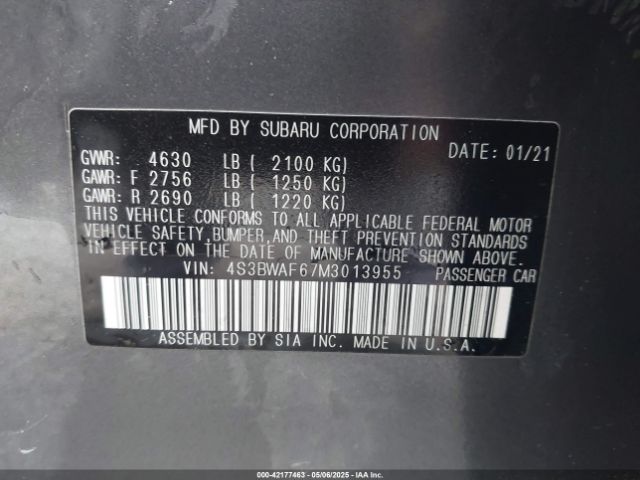 MFD BY SUBARU CORPORATION
DATE: 01/21
GVWR: 4630 LB ( 2100 KG)
GAWR: F 2756 LB ( 1250 KG)
GAWR: R 2690 LB ( 1220 KG)
THIS VEHICLE CONFORMS TO ALL APPLICABLE FEDERAL MOTOR
VEHICLE SAFETY, BUMPER, AND THEFT PREVENTION STANDARDS
IN EFFECT ON THE DATE OF MANUFACTURE SHOWN ABOVE.
VIN: 4S3BWAF67M3013955 PASSENGER CAR
ASSEMBLED BY SIA INC. MADE IN U.S.A.
000-42177463 - 05/06/2025 - IAAI.COM